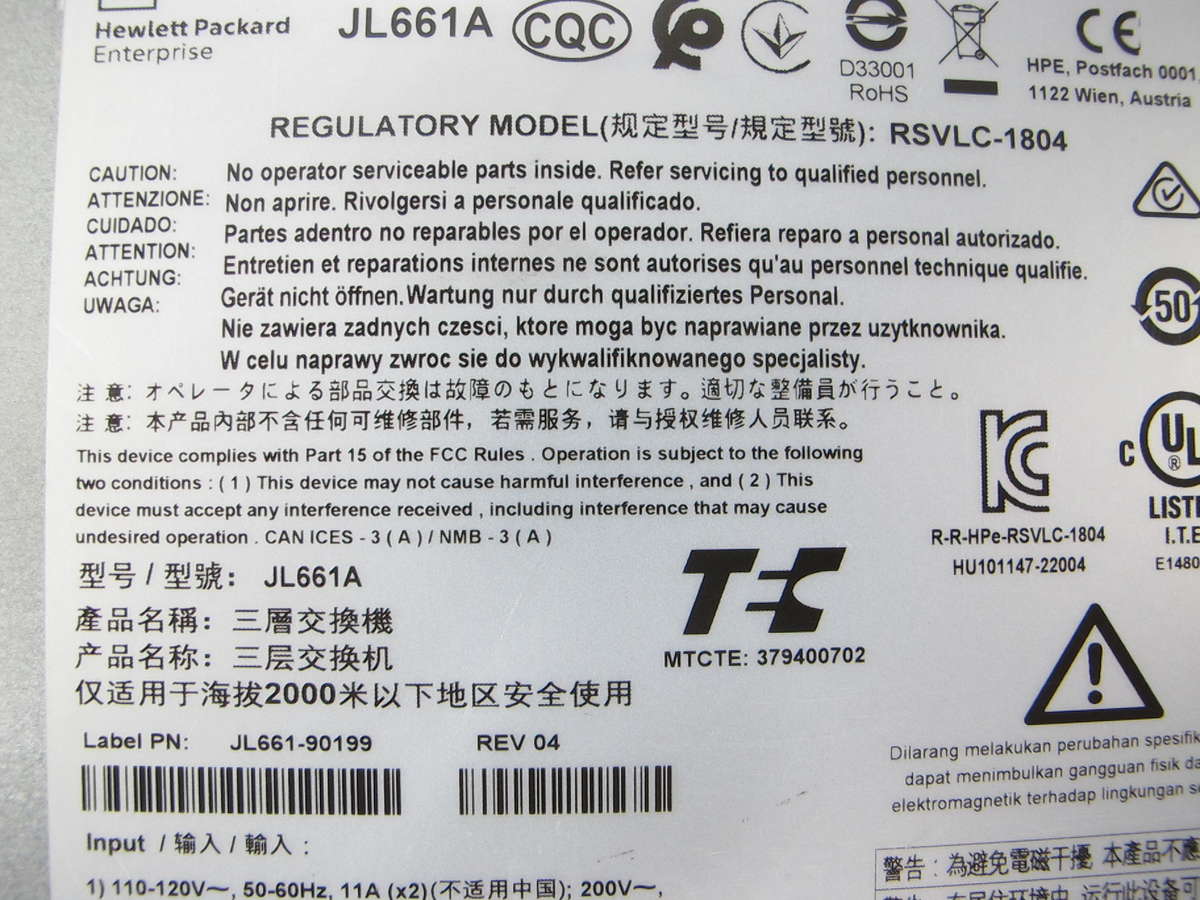 Hewlett Packard
Enterprise
JL661A
CQC
D33001
RoHS
CE
HPE, Postfach 0001,
1122 Wien, Austria
REGULATORY MODEL(规定型号/規定型號): RSVLC-1804
CAUTION: No operator serviceable parts inside. Refer servicing to qualified personnel.
ATTENZIONE: Non aprire. Rivolgersi a personale qualificado.
CUIDADO: Partes adentro no reparables por el operador. Refiera reparo a personal autorizado.
ATTENTION: Entretien et reparations internes ne sont autorises qu'au personnel technique qualifie.
ACHTUNG: Gerät nicht öffnen. Wartung nur durch qualifiziertes Personal.
UWAGA: Nie zawiera zadnych czesci, ktore moga byc naprawiane przez uzytknownika.
W celu naprawy zwroc sie do wykwalifiknowanego specjalisty.
50
注 意: オペレータによる部品交換は故障のもとになります。適切な整備員が行うこと。
注 意: 本产品内部不含任何可维修部件，若需服务，请与授权维修人员联系。
This device complies with Part 15 of the FCC Rules . Operation is subject to the following
two conditions : ( 1 ) This device may not cause harmful interference , and ( 2 ) This
device must accept any interference received , including interference that may cause
undesired operation . CAN ICES - 3 ( A ) / NMB - 3 ( A )
R-R-HPe-RSVLC-1804
HU101147-22004
C UL
®
I.T.E
E1480
型号 / 型號: JL661A
產品名稱: 三層交換機
产品名称: 三层交换机
仅适用于海拔2000米以下地区安全使用
TEC
MTCTE: 379400702
Label PN: JL661-90199 REV 04
Dilarang melakukan perubahan
dapat menimbulkan gangguan fisik
elektromagnetik terhadap lingkungan
Input / 输入 / 輸入 :
1) 110-120V~, 50-60Hz, 11A (x2)(不适用中国); 200V~,
警告 : 為避免電磁干擾 本產品不應